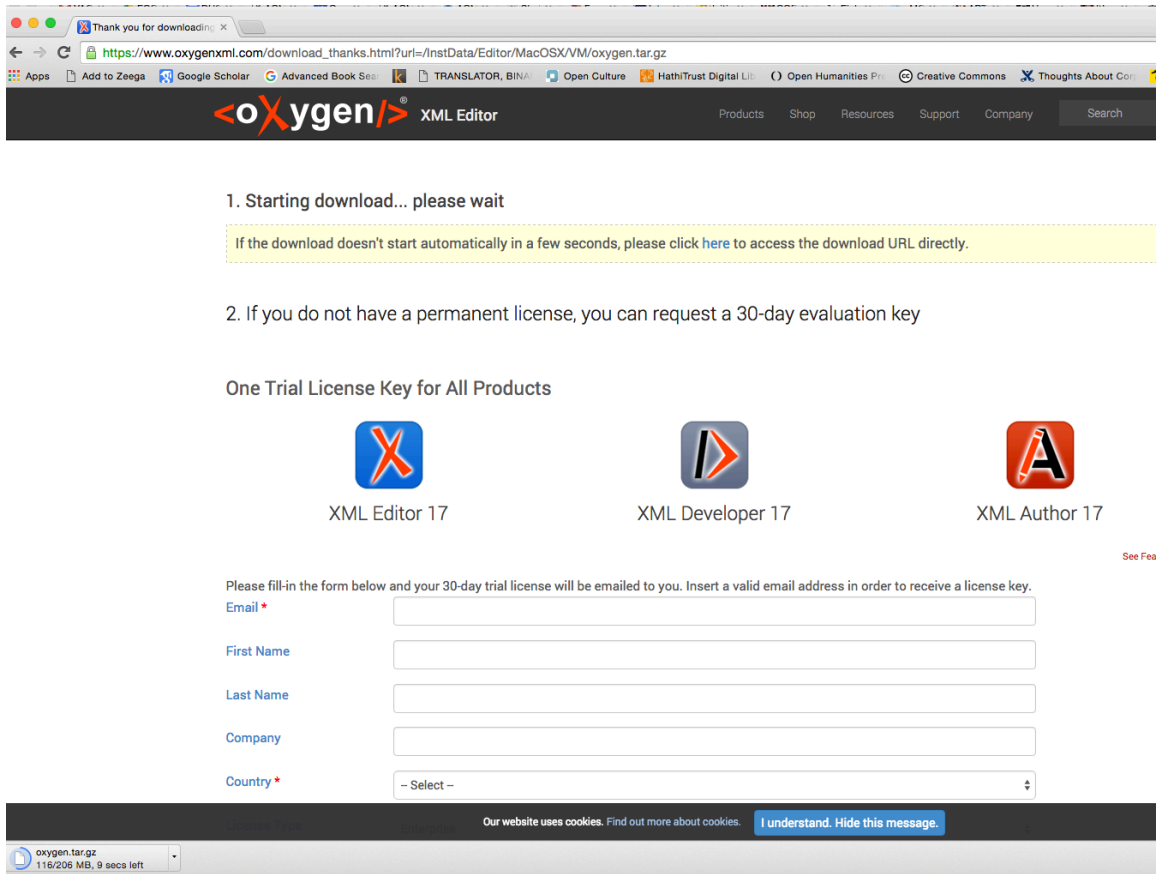 Thank you for downloading
https://www.oxygenxml.com/download_thanks.html?url=/InstData/Editor/MacOSX/VM/oxygen.tar.gz
Apps Add to Zeega Google Scholar Advanced Book Sea TRANSLATOR, BINA Open Culture HathiTrust Digital Lib Open Humanities Pr Creative Commons Thoughts About Cor
<oXygen/>® XML Editor Products Shop Resources Support Company Search
1. Starting download... please wait
If the download doesn't start automatically in a few seconds, please click here to access the download URL directly.
2. If you do not have a permanent license, you can request a 30-day evaluation key
One Trial License Key for All Products
XML Editor 17 XML Developer 17 XML Author 17
See Fea
Please fill-in the form below and your 30-day trial license will be emailed to you. Insert a valid email address in order to receive a license key.
Email *
First Name
Last Name
Company
Country * -- Select --
License Type Enterprise
Our website uses cookies. Find out more about cookies. I understand. Hide this message.
oxygen.tar.gz
116/206 MB, 9 secs left